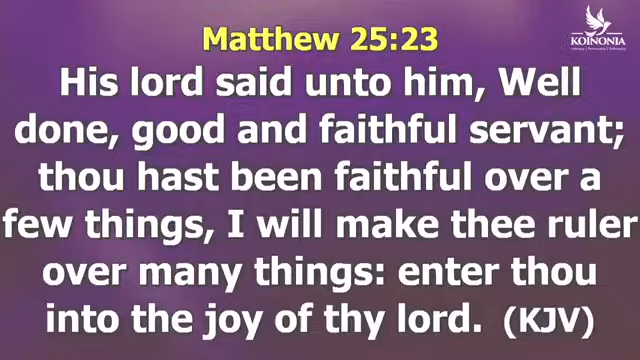 Matthew 25:23
KOINONIA
His lord said unto him, Well
done, good and faithful servant;
thou hast been faithful over a
few things, I will make thee ruler
over many things: enter thou
into the joy of thy lord. (KJV)